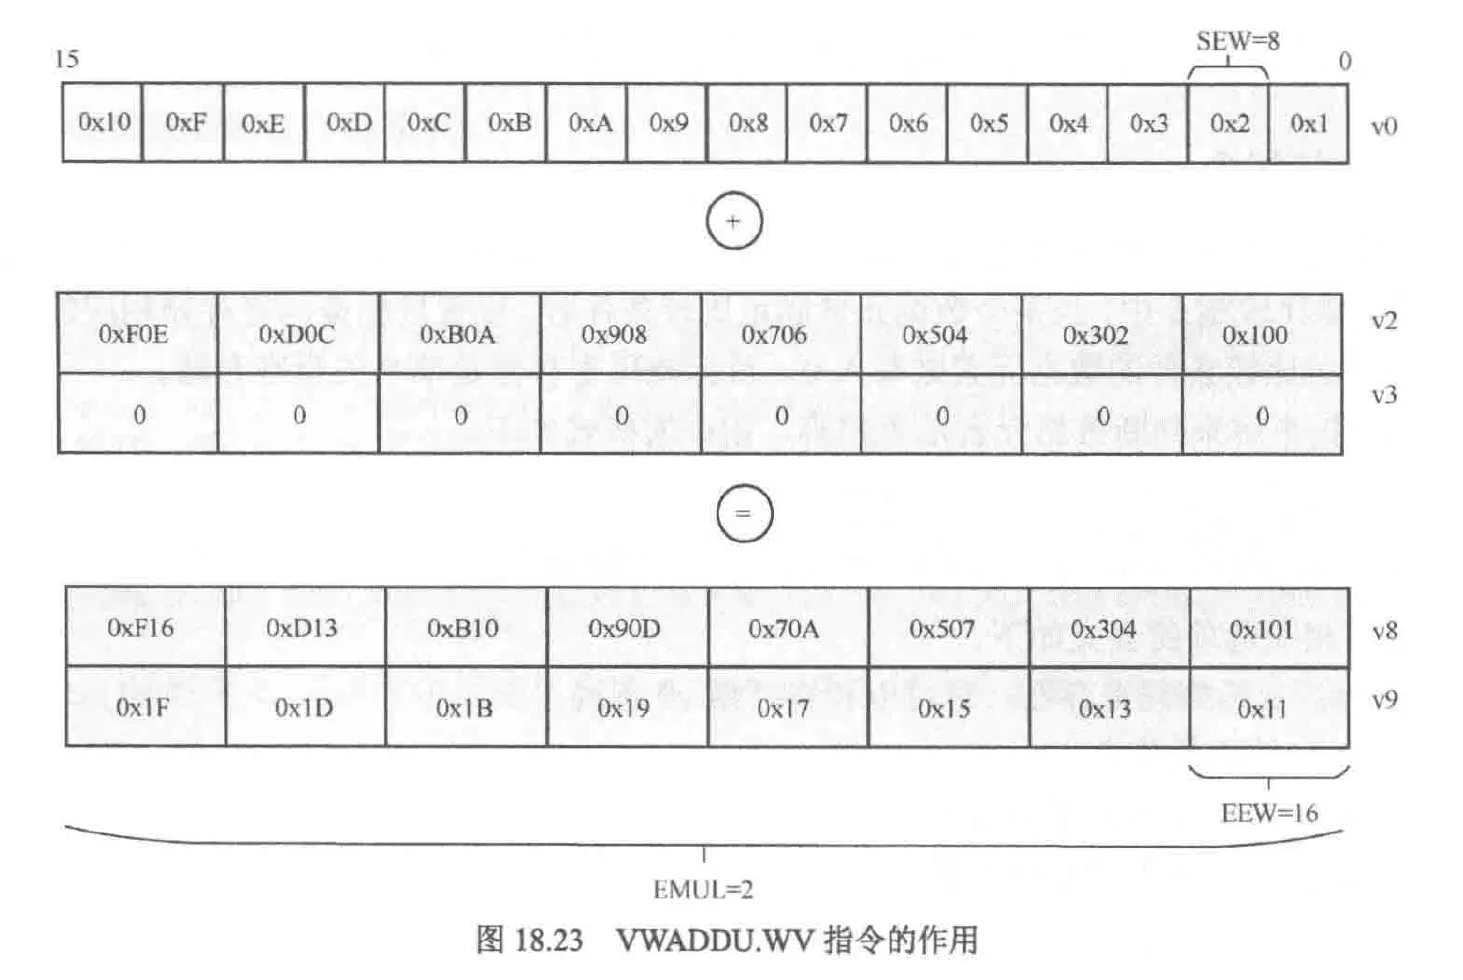 SEW=8
15 0
0x10 0xF 0xE 0xD 0xC 0xB 0xA 0x9 0x8 0x7 0x6 0x5 0x4 0x3 0x2 0x1 v0
+
0xF0E 0xD0C 0xB0A 0x908 0x706 0x504 0x302 0x100 v2
0 0 0 0 0 0 0 0 v3
=
0xF16 0xD13 0xB10 0x90D 0x70A 0x507 0x304 0x101 v8
0x1F 0x1D 0x1B 0x19 0x17 0x15 0x13 0x11 v9
EEW=16
EMUL=2
图 18.23 VWADDU.WV 指令的作用